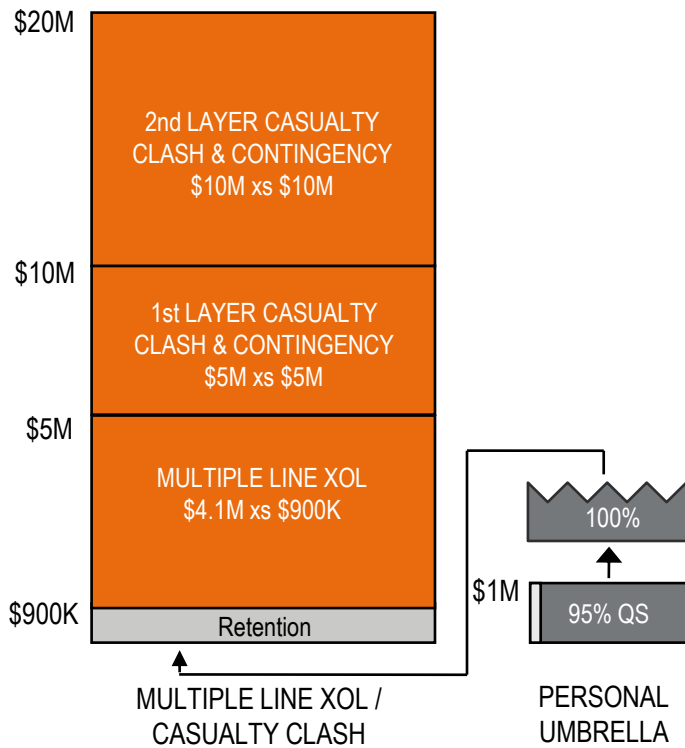 $20M
2nd LAYER CASUALTY
CLASH & CONTINGENCY
$10M xs $10M
$10M
1st LAYER CASUALTY
CLASH & CONTINGENCY
$5M xs $5M
$5M
MULTIPLE LINE XOL
$4.1M xs $900K
100%
$1M
95% QS
$900K
Retention
MULTIPLE LINE XOL /
CASUALTY CLASH
PERSONAL
UMBRELLA